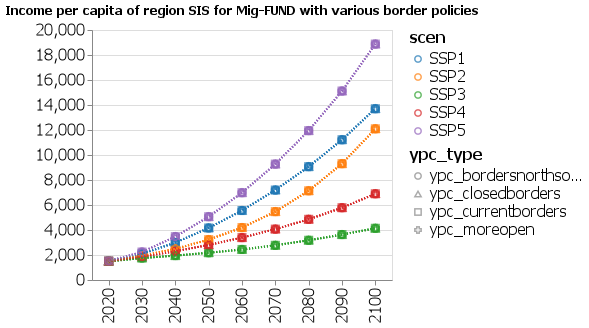 Income per capita of region SIS for Mig-FUND with various border policies
20,000
18,000
16,000
14,000
12,000
10,000
8,000
6,000
4,000
2,000
0
2020
2030
2040
2050
2060
2070
2080
2090
2100
scen
SSP1
SSP2
SSP3
SSP4
SSP5
ypc_type
ypc_bordersnorthso...
ypc_closedborders
ypc_currentborders
ypc_moreopen